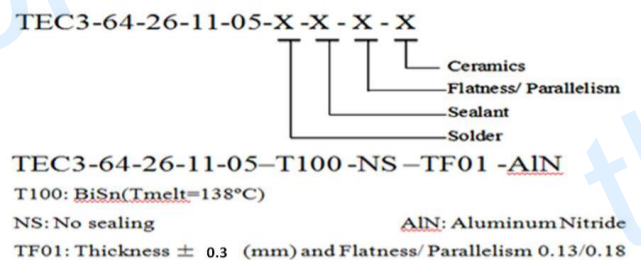 TEC3-64-26-11-05-X -X - X - X
Ceramics
Flatness/ Parallelism
Sealant
Solder
TEC3-64-26-11-05–T100 -NS –TF01 -AlN
T100: BiSn(Tmelt=138°C)
NS: No sealing AlN: Aluminum Nitride
TF01: Thickness ± 0.3 (mm) and Flatness/ Parallelism 0.13/0.18